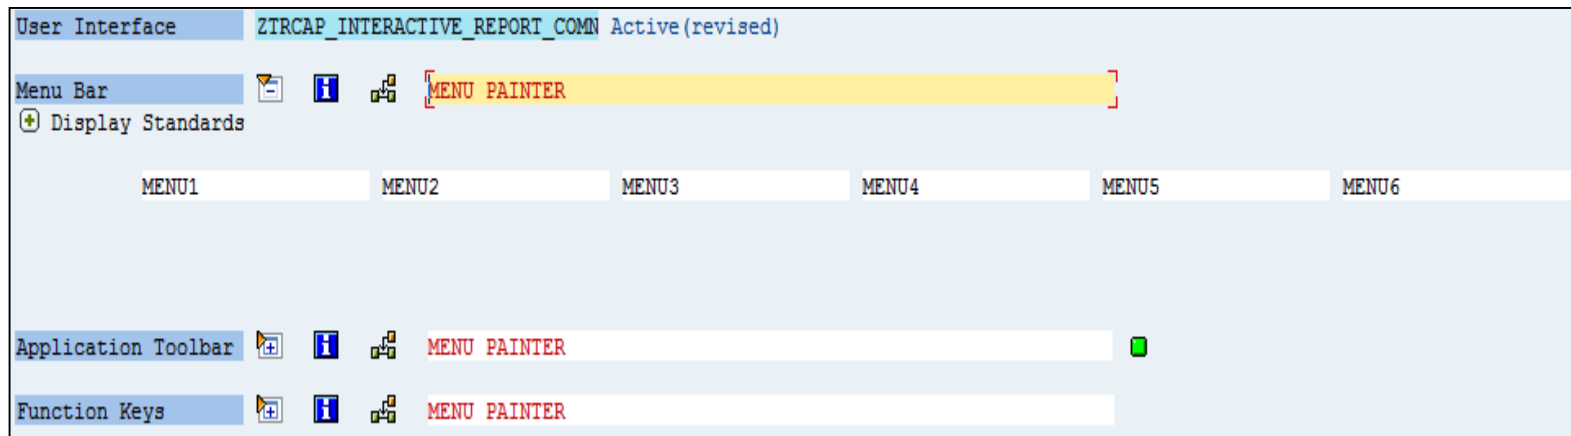 User Interface ZTRCAP_INTERACTIVE_REPORT_COMN Active(revised)
Menu Bar MENU PAINTER
Display Standards
MENU1 MENU2 MENU3 MENU4 MENU5 MENU6
Application Toolbar MENU PAINTER
Function Keys MENU PAINTER